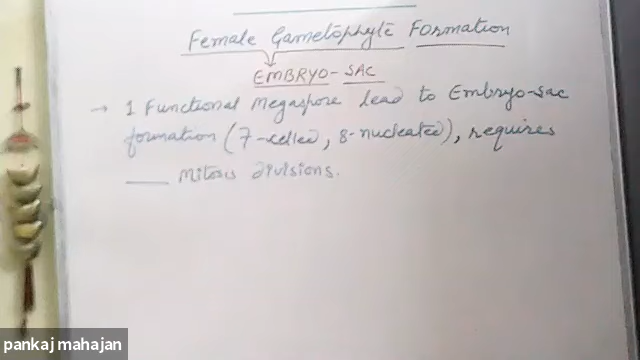 Female Gametophyte Formation
EMBRYO-SAC
→ 1 Functional Megaspore lead to Embryo-sac
formation (7-celled, 8-nucleated), requires
___ Mitosis divisions.
pankaj mahajan